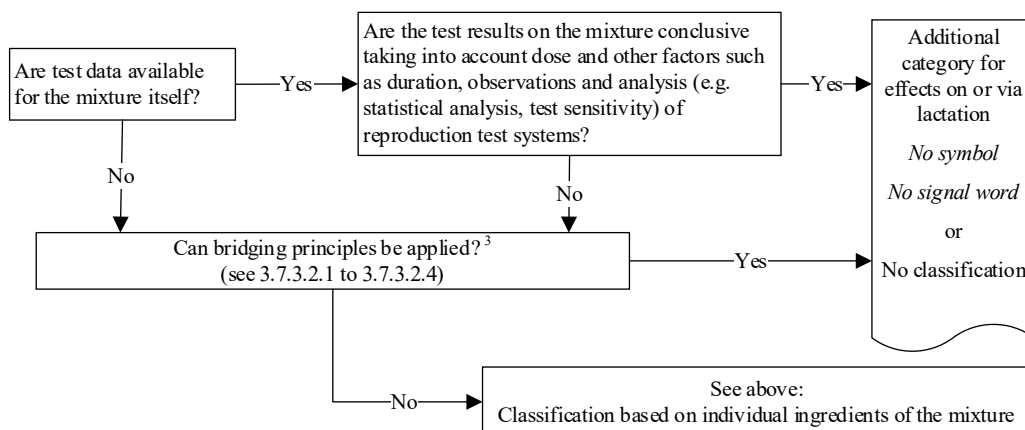 Are test data available
for the mixture itself?
Yes
Are the test results on the mixture conclusive
taking into account dose and other factors such
as duration, observations and analysis (e.g.
statistical analysis, test sensitivity) of
reproduction test systems?
Yes
Additional
category for
effects on or via
lactation
No symbol
No signal word
or
No classification
No
No
Can bridging principles be applied? 3
(see 3.7.3.2.1 to 3.7.3.2.4)
Yes
No
See above:
Classification based on individual ingredients of the mixture